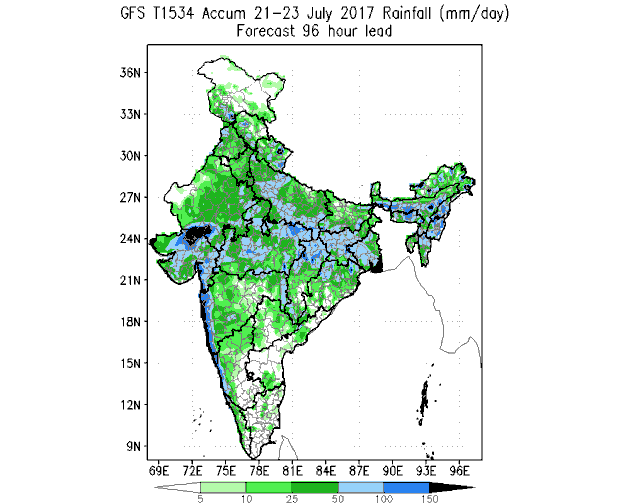 GFS T1534 Accum 21-23 July 2017 Rainfall (mm/day)
Forecast 96 hour lead
36N
33N
30N
27N
24N
21N
18N
15N
12N
9N
69E 72E 75E 78E 81E 84E 87E 90E 93E 96E
5 10 25 50 100 150